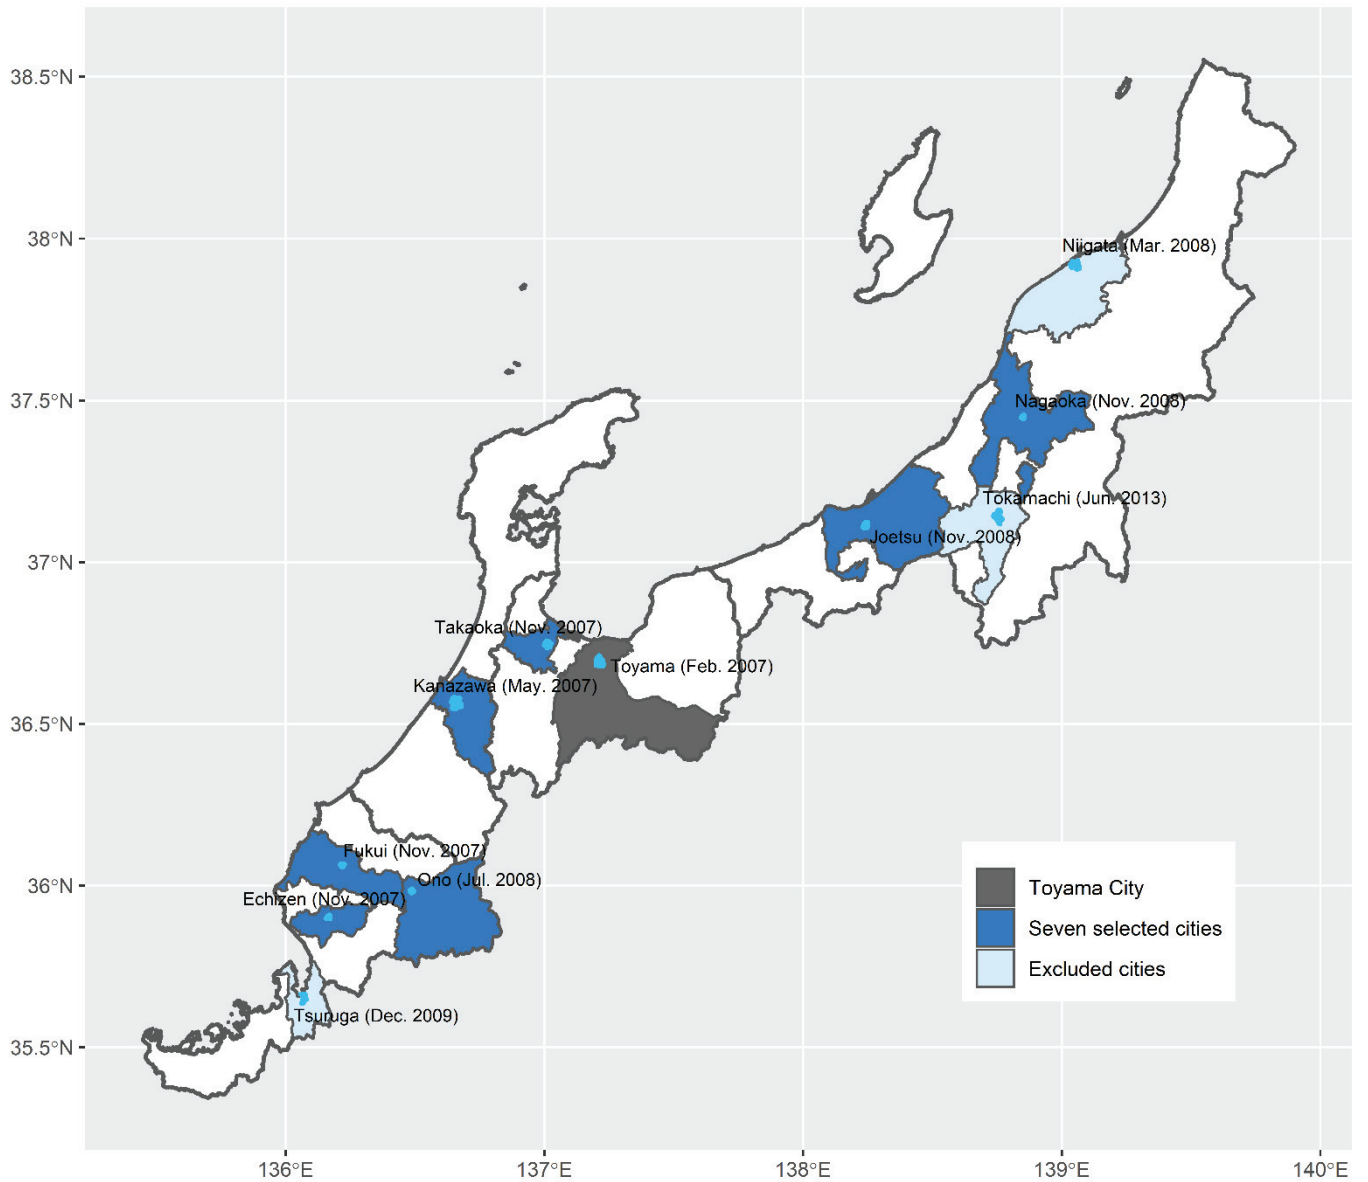 38.5°N
38°N
37.5°N
37°N
36.5°N
36°N
35.5°N
Niigata (Mar. 2008)
Nagaoka (Nov. 2008)
Tokamachi (Jun. 2013)
Joetsu (Nov. 2008)
Takaoka (Nov. 2007)
Toyama (Feb. 2007)
Kanazawa (May. 2007)
Fukui (Nov. 2007)
Ono (Jul. 2008)
Echizen (Nov. 2007)
Tsuruga (Dec. 2009)
Toyama City
Seven selected cities
Excluded cities
136°E
137°E
138°E
139°E
140°E